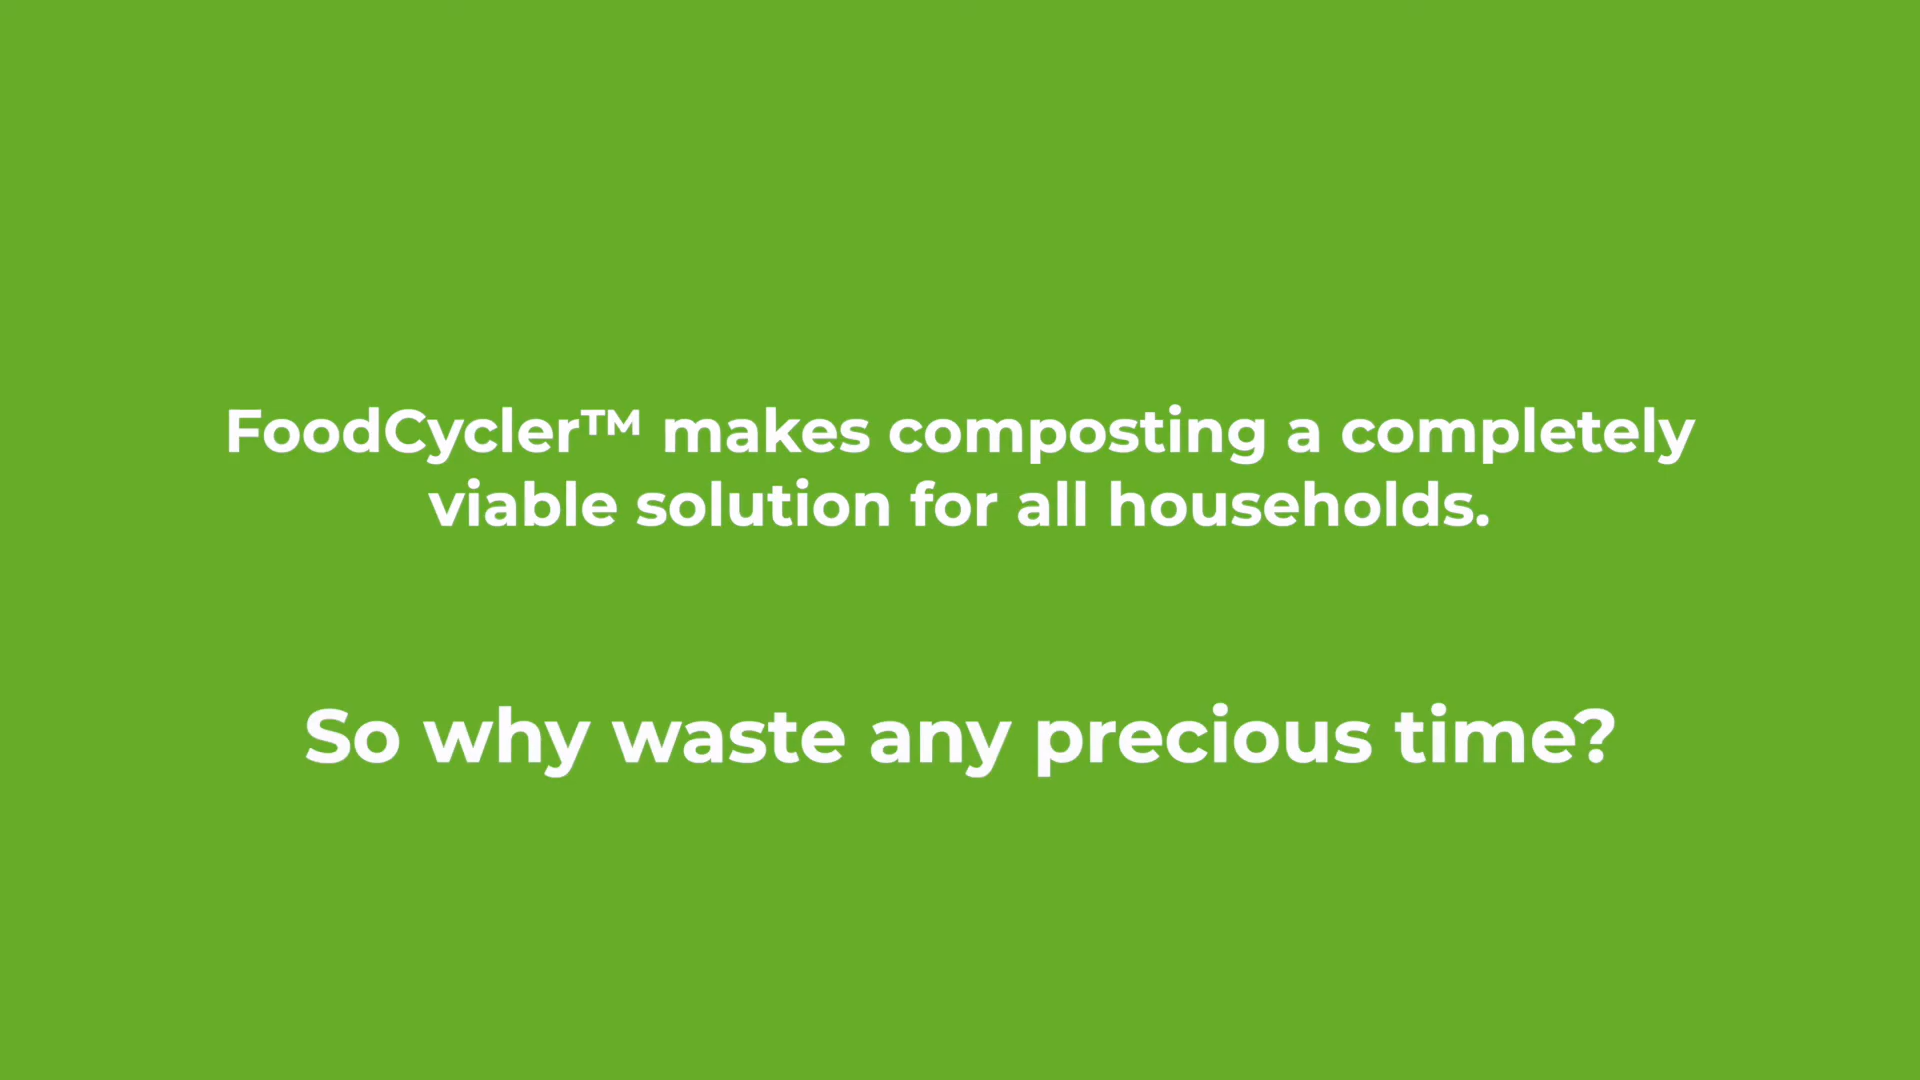 FoodCycler™ makes composting a completely
viable solution for all households.
So why waste any precious time?